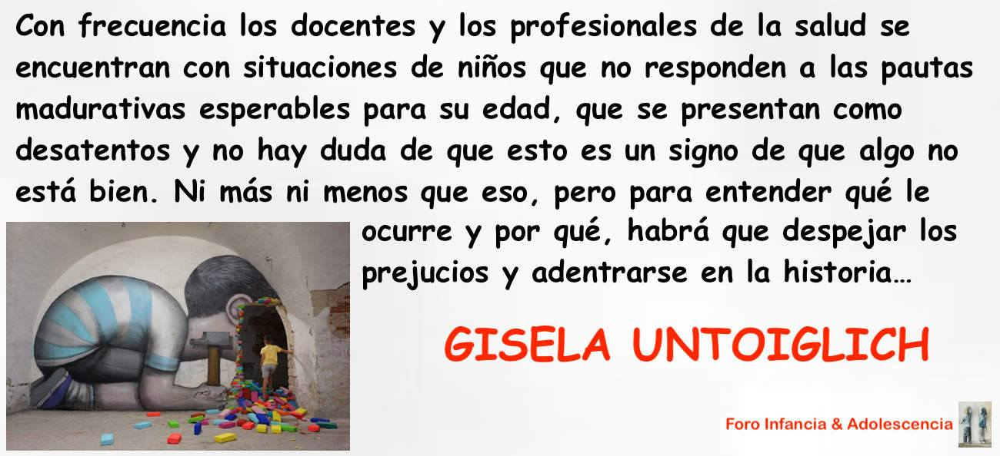 Con frecuencia los docentes y los profesionales de la salud se
encuentran con situaciones de niños que no responden a las pautas
madurativas esperables para su edad, que se presentan como
desatentos y no hay duda de que esto es un signo de que algo no
está bien. Ni más ni menos que eso, pero para entender qué le
ocurre y por qué, habrá que despejar los
prejucios y adentrarse en la historia...
GISELA UNTOIGLICH
Foro Infancia & Adolescencia